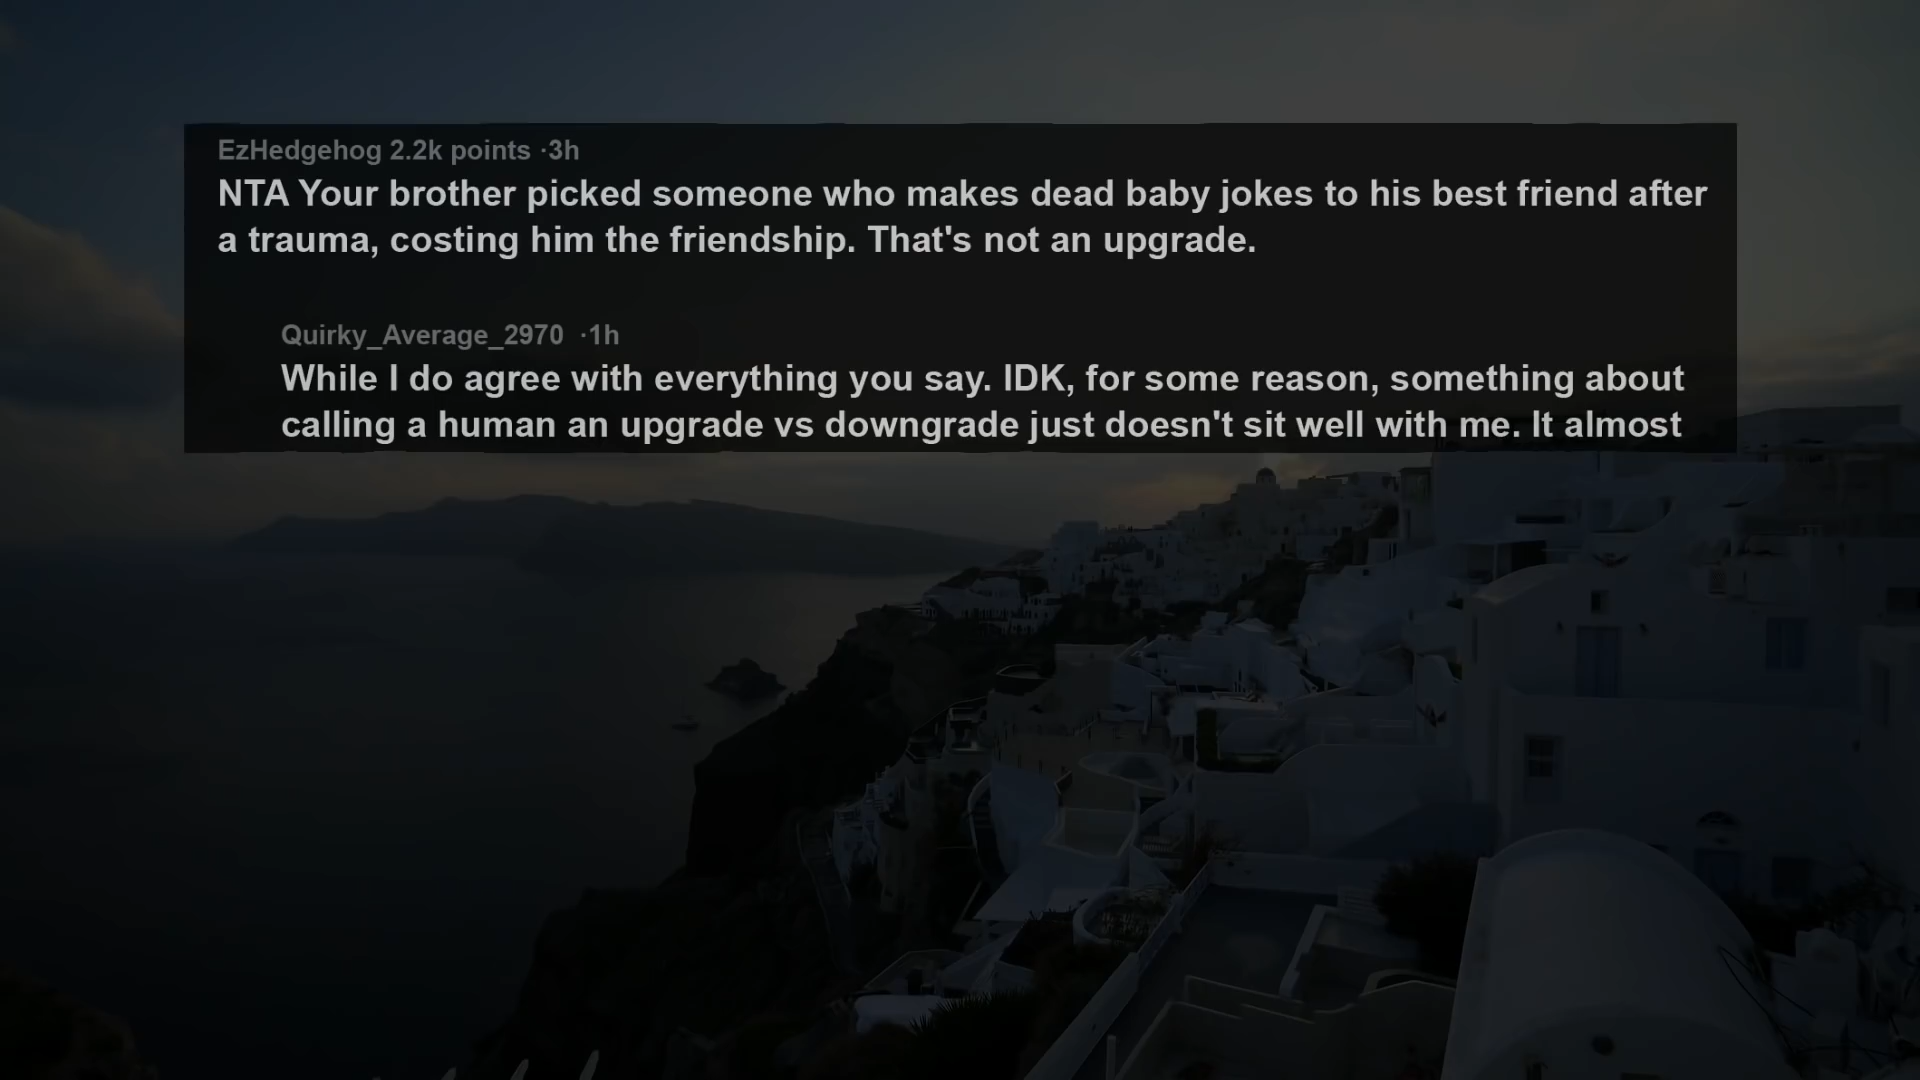 EzHedgehog 2.2k points ·3h
NTA Your brother picked someone who makes dead baby jokes to his best friend after
a trauma, costing him the friendship. That's not an upgrade.
Quirky_Average_2970 ·1h
While I do agree with everything you say. IDK, for some reason, something about
calling a human an upgrade vs downgrade just doesn't sit well with me. It almost